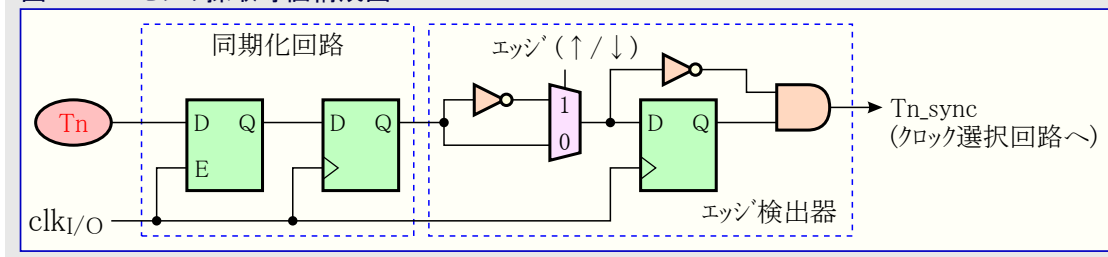 同期化回路
エッジ(↑/↓)
Tn
D Q
E
D Q
1
0
D Q
Tn_sync
(クロック選択回路へ)
clkI/O
エッジ検出器